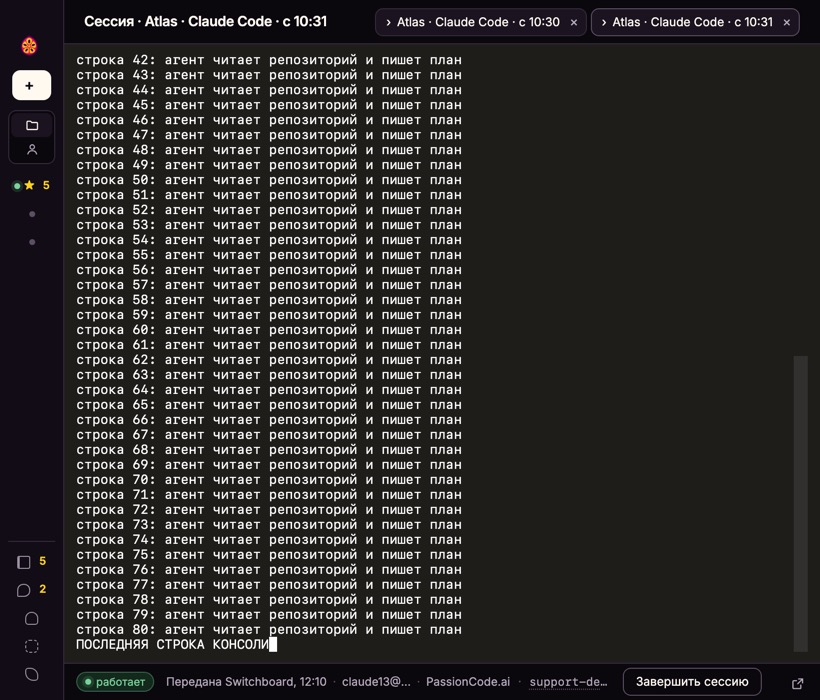 Сессия · Atlas · Claude Code · с 10:31
› Atlas · Claude Code · с 10:30 ×
› Atlas · Claude Code · с 10:31 ×
+
5
5
2
строка 42: агент читает репозиторий и пишет план
строка 43: агент читает репозиторий и пишет план
строка 44: агент читает репозиторий и пишет план
строка 45: агент читает репозиторий и пишет план
строка 46: агент читает репозиторий и пишет план
строка 47: агент читает репозиторий и пишет план
строка 48: агент читает репозиторий и пишет план
строка 49: агент читает репозиторий и пишет план
строка 50: агент читает репозиторий и пишет план
строка 51: агент читает репозиторий и пишет план
строка 52: агент читает репозиторий и пишет план
строка 53: агент читает репозиторий и пишет план
строка 54: агент читает репозиторий и пишет план
строка 55: агент читает репозиторий и пишет план
строка 56: агент читает репозиторий и пишет план
строка 57: агент читает репозиторий и пишет план
строка 58: агент читает репозиторий и пишет план
строка 59: агент читает репозиторий и пишет план
строка 60: агент читает репозиторий и пишет план
строка 61: агент читает репозиторий и пишет план
строка 62: агент читает репозиторий и пишет план
строка 63: агент читает репозиторий и пишет план
строка 64: агент читает репозиторий и пишет план
строка 65: агент читает репозиторий и пишет план
строка 66: агент читает репозиторий и пишет план
строка 67: агент читает репозиторий и пишет план
строка 68: агент читает репозиторий и пишет план
строка 69: агент читает репозиторий и пишет план
строка 70: агент читает репозиторий и пишет план
строка 71: агент читает репозиторий и пишет план
строка 72: агент читает репозиторий и пишет план
строка 73: агент читает репозиторий и пишет план
строка 74: агент читает репозиторий и пишет план
строка 75: агент читает репозиторий и пишет план
строка 76: агент читает репозиторий и пишет план
строка 77: агент читает репозиторий и пишет план
строка 78: агент читает репозиторий и пишет план
строка 79: агент читает репозиторий и пишет план
строка 80: агент читает репозиторий и пишет план
ПОСЛЕДНЯЯ СТРОКА КОНСОЛИ
работает Передана Switchboard, 12:10 · claude13@... · PassionCode.ai · support-de… Завершить сессию